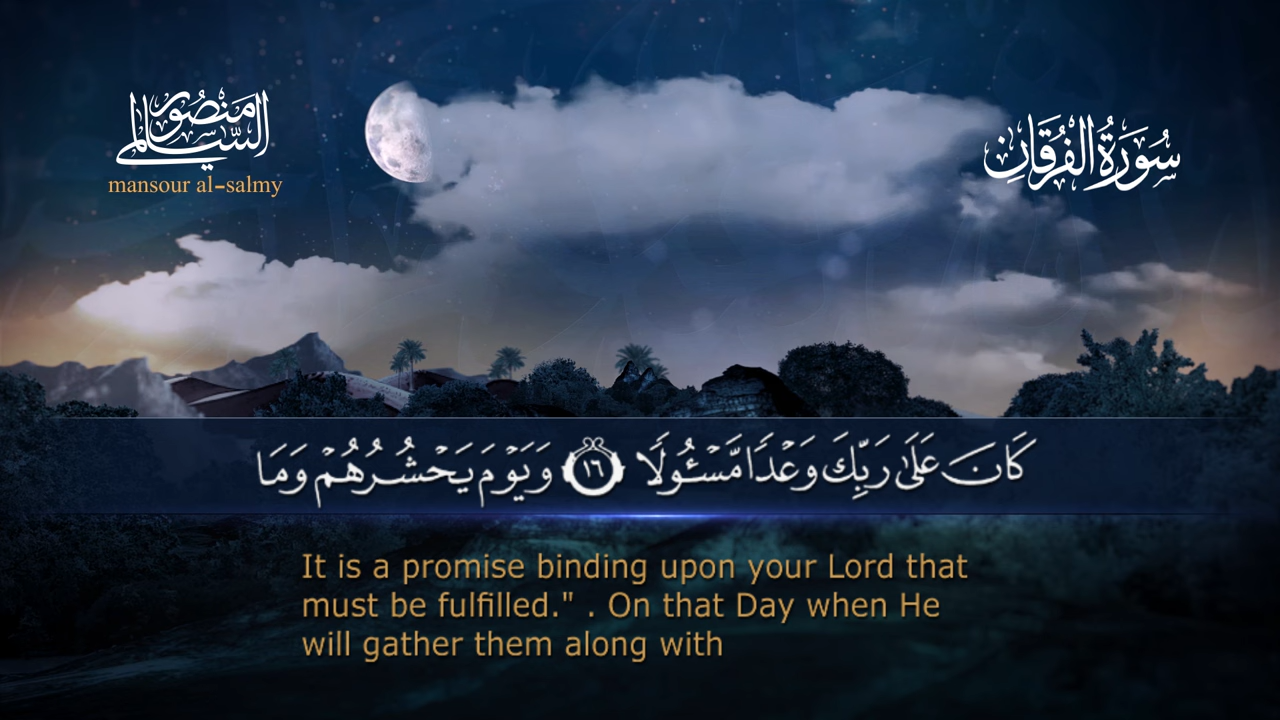 منصور
السالمي
mansour al-salmy
سُورَةُ الفُرْقَانِ
كَانَ عَلَىٰ رَبِّكَ وَعْدًا مَّسْـُٔولًا ١٦ وَيَوْمَ يَحْشُرُهُمْ وَمَا
It is a promise binding upon your Lord that
must be fulfilled." . On that Day when He
will gather them along with